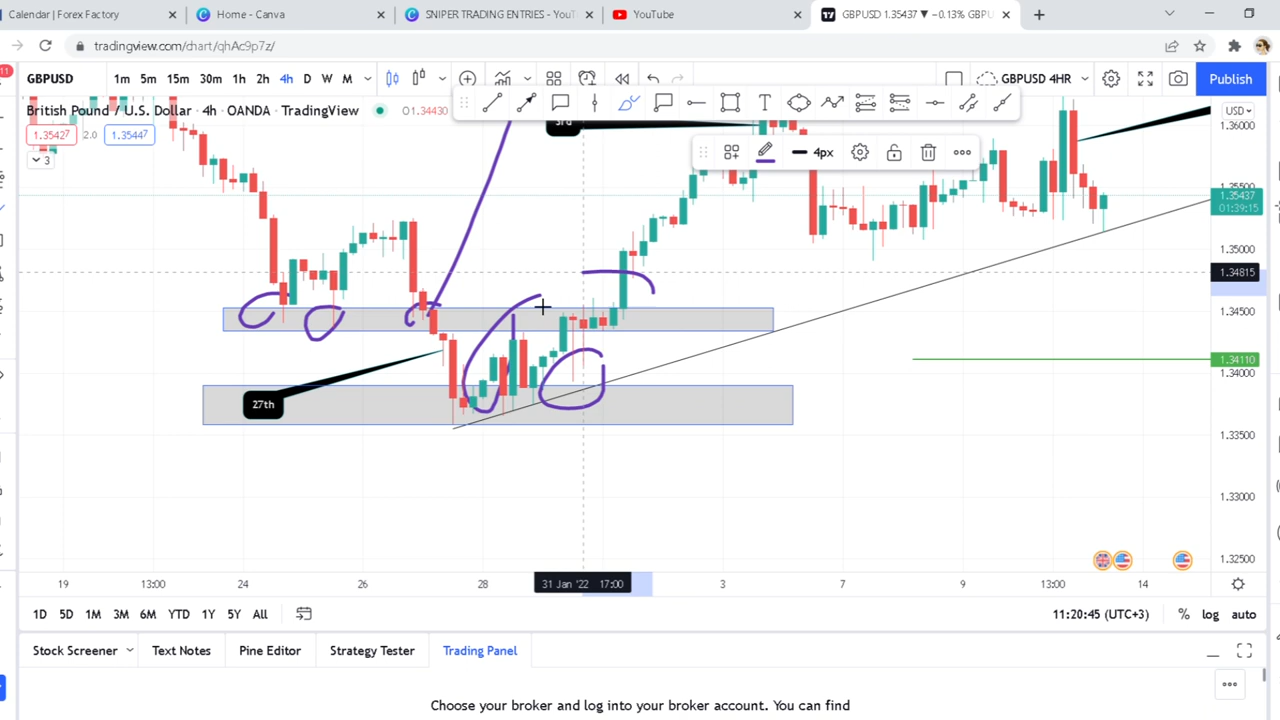 Calendar | Forex Factory
Home - Canva
SNIPER TRADING ENTRIES - YouT
YouTube
GBPUSD 1.35437 ▼ −0.13% GBPU
tradingview.com/chart/qhAc9p7z/
11
GBPUSD 1m 5m 15m 30m 1h 2h 4h D W M
GBPUSD 4HR
Publish
British Pound / U.S. Dollar · 4h · OANDA · TradingView O1.34430
1.35427 2.0 1.35447
3
4px
USD
1.36000
1.35500
1.35437
01:39:15
1.35000
1.34815
1.34500
1.34110
1.34000
1.33500
1.33000
1.32500
3rd
27th
19 13:00 24 26 28 31 Jan '22 17:00 3 7 9 13:00 14
1D 5D 1M 3M 6M YTD 1Y 5Y All
11:20:45 (UTC+3) % log auto
Stock Screener Text Notes Pine Editor Strategy Tester Trading Panel
Choose your broker and log into your broker account. You can find